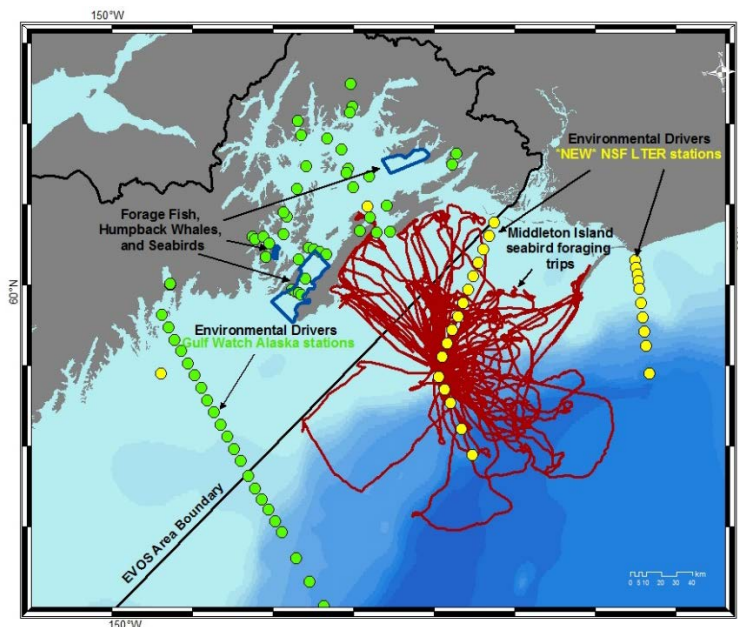 150°W
Environmental Drivers
*NEW* NSF LTER stations
Forage Fish,
Humpback Whales,
and Seabirds
Middleton Island
seabird foraging
trips
60°N
Environmental Drivers
Gulf Watch Alaska stations
EVOS Area Boundary
km
0 5 10 20 30 40
150°W